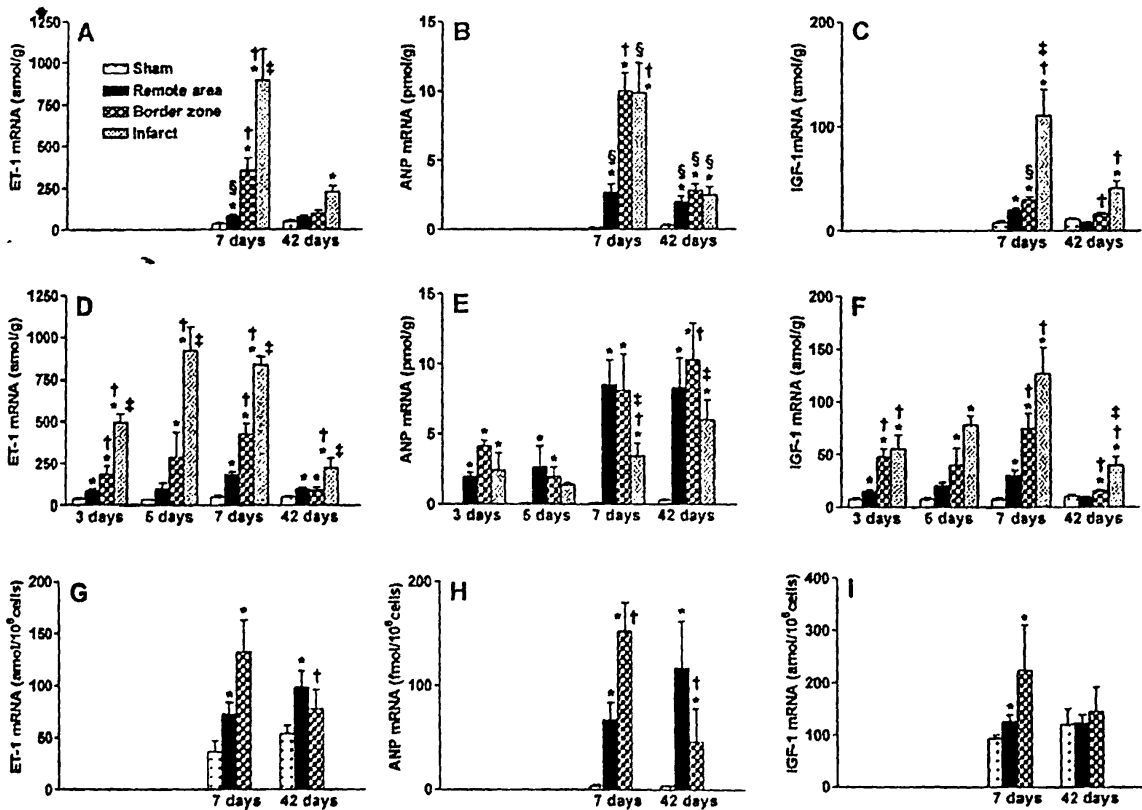 A
ET-1 mRNA (amol/g)
1250
1000
750
500
250
0
Sham
Remote area
Border zone
Infarct
§ *
† *
† * ‡
*
7 days 42 days
B
ANP mRNA (pmol/g)
15
10
5
0
§ *
† *
§ † *
§ *
§ *
§ *
7 days 42 days
C
IGF-1mRNA (amol/g)
200
100
0
*
§ *
‡ † *
†
† *
7 days 42 days
D
ET-1 mRNA (amol/g)
1250
1000
750
500
250
0
*
† *
† * ‡
*
† * ‡
*
† *
† * ‡
*
*
† * ‡
3 days 6 days 7 days 42 days
E
ANP mRNA (pmol/g)
15
10
5
0
*
*
*
*
*
*
*
‡ † *
*
* †
‡ *
3 days 6 days 7 days 42 days
F
IGF-1 mRNA (amol/g)
200
150
100
50
0
*
† *
† *
*
*
*
† *
† *
† *
‡ † *
3 days 6 days 7 days 42 days
G
ET-1 mRNA (amol/10⁶cells)
200
150
100
50
0
*
*
*
†
7 days 42 days
H
ANP mRNA (fmol/10⁶cells)
200
100
0
*
* †
*
† *
7 days 42 days
I
IGF-1 mRNA (amol/10⁶cells)
400
300
200
100
0
*
*
7 days 42 days